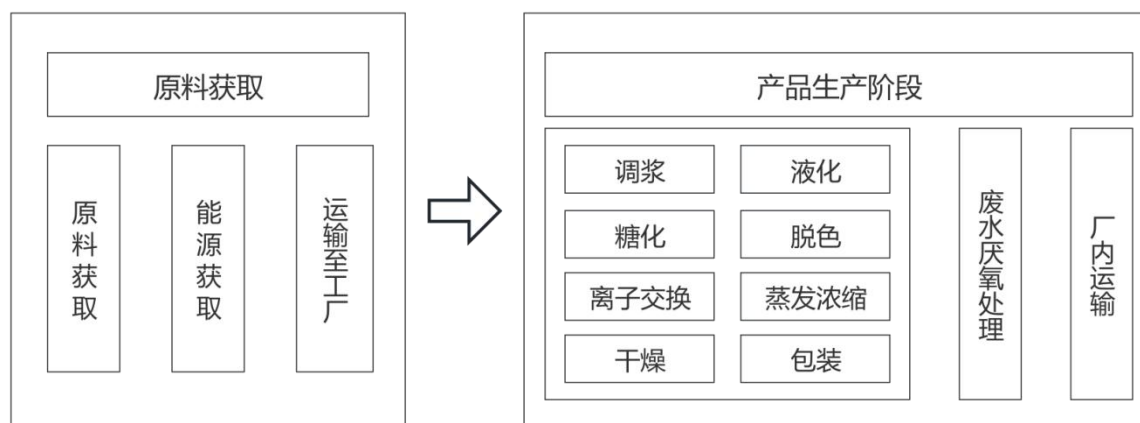 原料获取
原料获取
能源获取
运输至工厂
产品生产阶段
调浆
液化
糖化
脱色
离子交换
蒸发浓缩
干燥
包装
废水厌氧处理
厂内运输